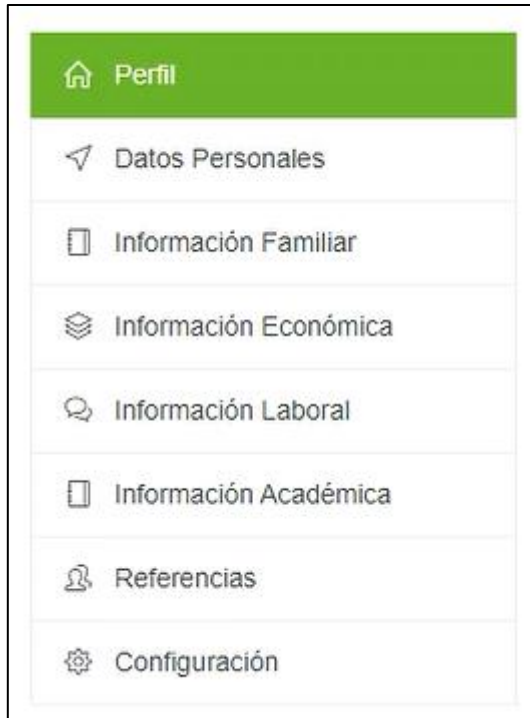 Perfil
Datos Personales
Información Familiar
Información Económica
Información Laboral
Información Académica
Referencias
Configuración